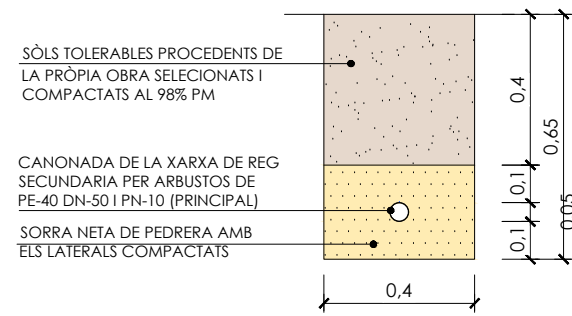 SÒLS TOLERABLES PROCEDENTS DE
LA PRÒPIA OBRA SELECIONATS I
COMPACTATS AL 98% PM
CANONADA DE LA XARXA DE REG
SECUNDARIA PER ARBUSTOS DE
PE-40 DN-50 I PN-10 (PRINCIPAL)
SORRA NETA DE PEDRERA AMB
ELS LATERALS COMPACTATS
0,4
0,65
0,1
0,05
0,1
0,4